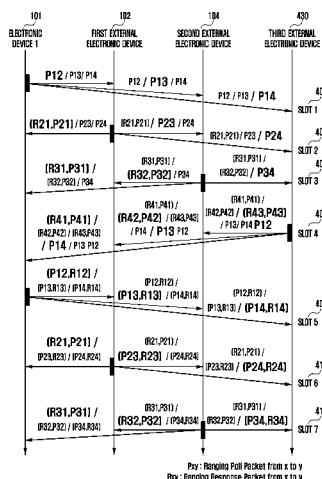 101 102 104 430
ELECTRONIC DEVICE 1 FIRST EXTERNAL ELECTRONIC DEVICE SECOND EXTERNAL ELECTRONIC DEVICE THIRD EXTERNAL ELECTRONIC DEVICE
P12 / P13 / P14
P12 / P13 / P14
P12 / P13 / P14
SLOT 1
(R21,P21) / P23 / P24
(R21,P21) / P23 / P24
(R21,P21) / P23 / P24
SLOT 2
(R31,P31) / (R32,P32) / P34
(R31,P31) / (R32,P32) / P34
(R31,P31) / (R32,P32) / P34
SLOT 3
(R41,P41) / (R42,P42) / (R43,P43) / P14 / P13 P12
(R41,P41) / (R42,P42) / (R43,P43) / P14 / P13 P12
(R41,P41) / (R42,P42) / (R43,P43) / P13 / P14 P12
SLOT 4
(P12,R12) / (P13,R13) / (P14,R14)
(P12,R12) / (P13,R13) / (P14,R14)
(P12,R12) / (P13,R13) / (P14,R14)
SLOT 5
(R21,P21) / (P23,R23) / (P24,R24)
(R21,P21) / (P23,R23) / (P24,R24)
(R21,P21) / (P23,R23) / (P24,R24)
SLOT 6
(R31,P31) / (R32,P32) / (P34,R34)
(R31,P31) / (R32,P32) / (P34,R34)
(R31,P31) / (R32,P32) / (P34,R34)
SLOT 7
Pxy : Ranging Poll Packet from x to y
Rxy : Ranging Response Packet from x to y